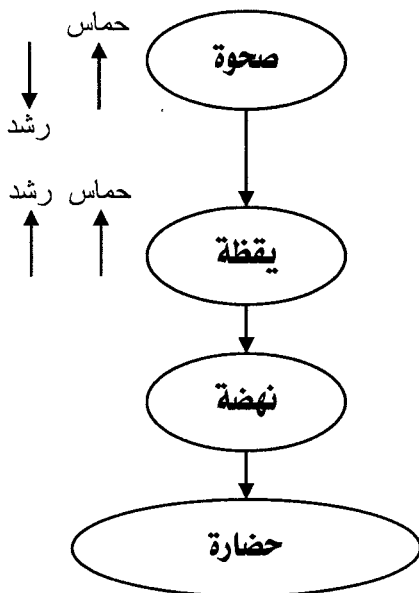 حماس
صحوة
رشد
حماس رشد
يقظة
نهضة
حضارة